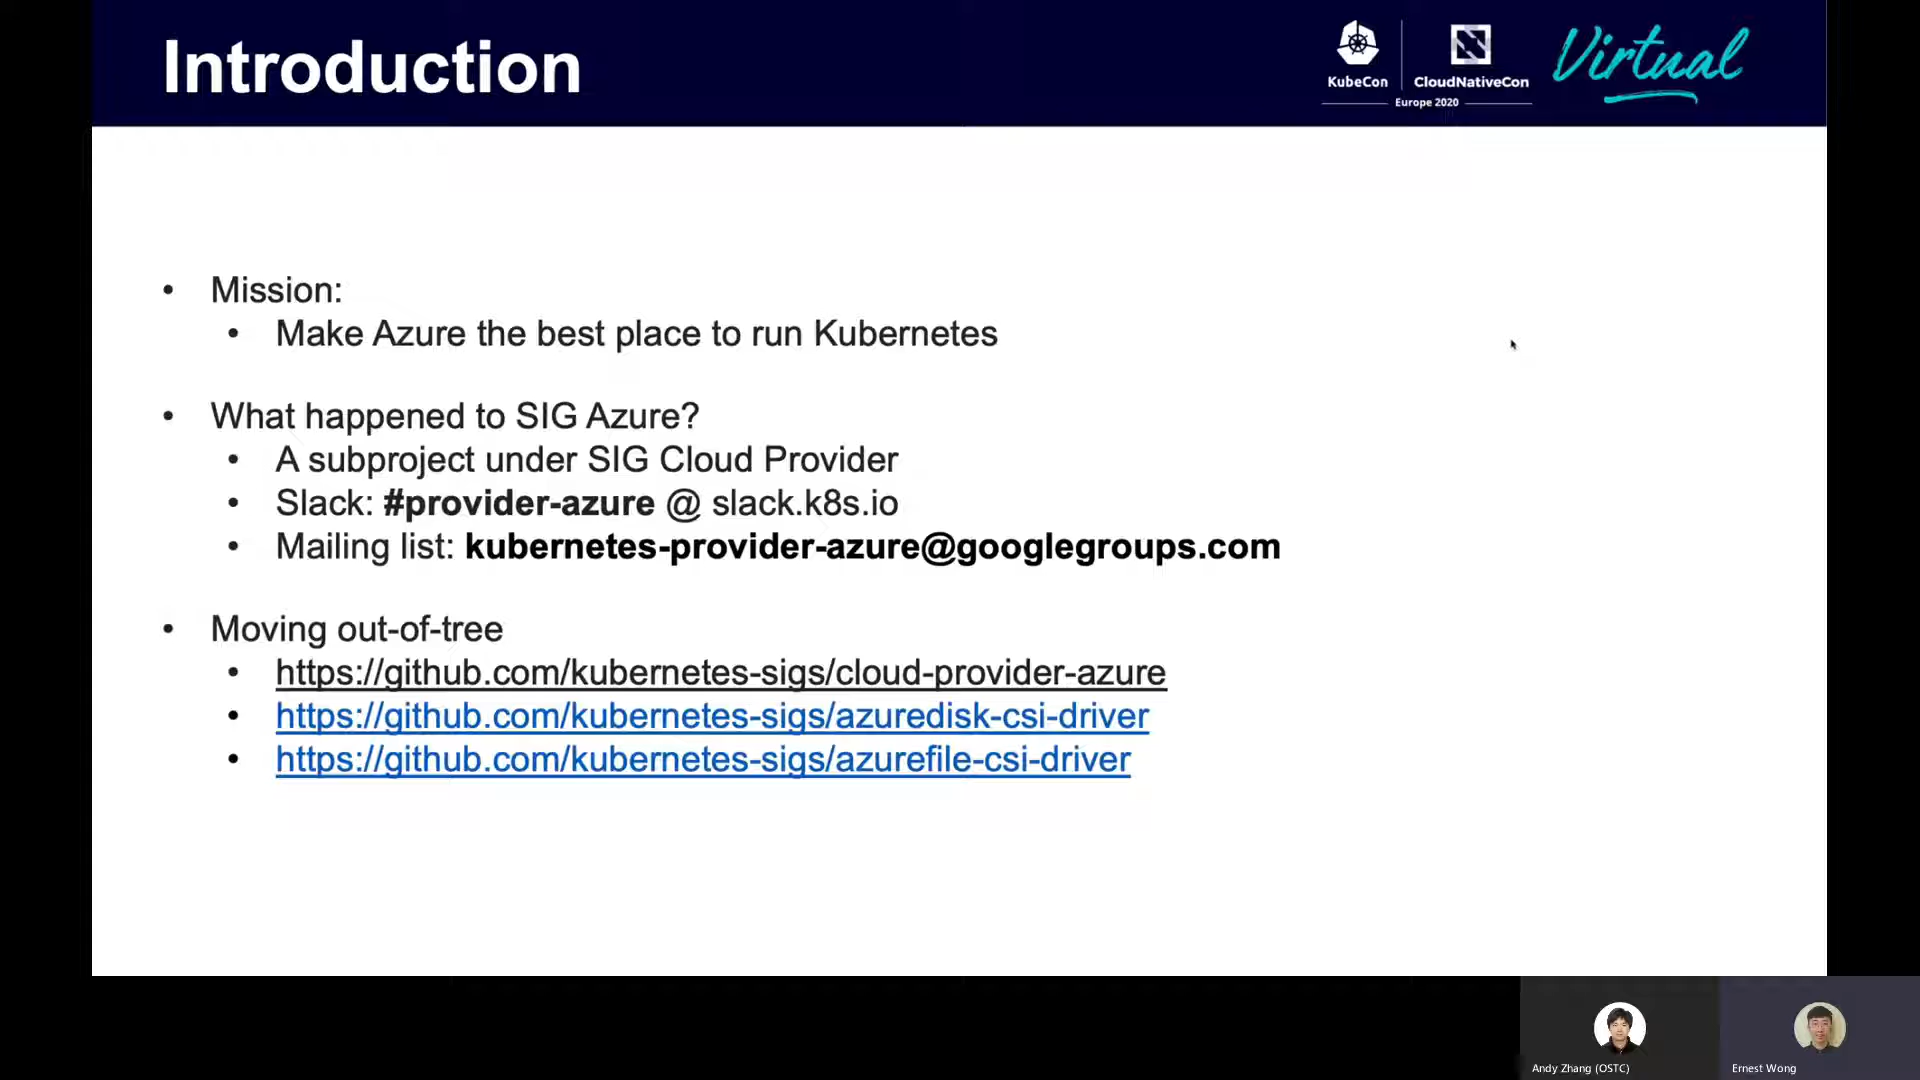 Introduction
KubeCon
CloudNativeCon
Europe 2020
Virtual
• Mission:
• Make Azure the best place to run Kubernetes
• What happened to SIG Azure?
• A subproject under SIG Cloud Provider
• Slack: #provider-azure @ slack.k8s.io
• Mailing list: kubernetes-provider-azure@googlegroups.com
• Moving out-of-tree
• https://github.com/kubernetes-sigs/cloud-provider-azure
• https://github.com/kubernetes-sigs/azuredisk-csi-driver
• https://github.com/kubernetes-sigs/azurefile-csi-driver
Andy Zhang (OSTC)
Ernest Wong